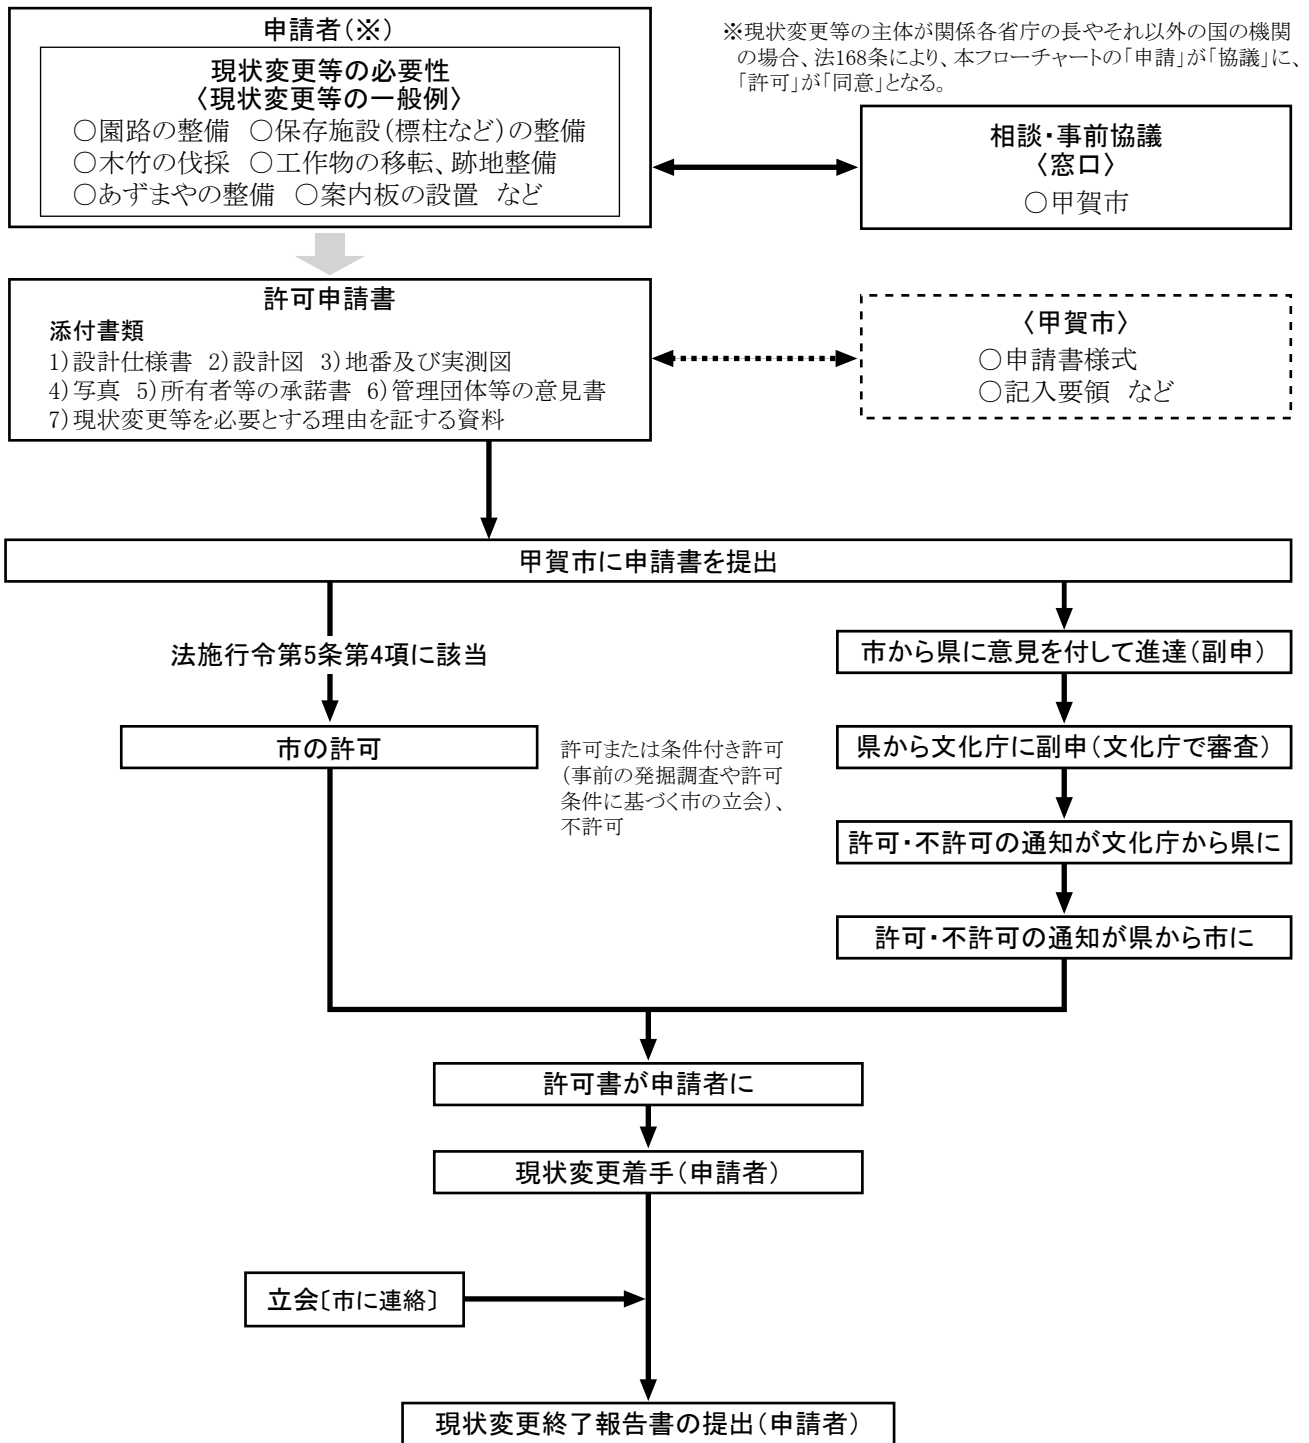 申請者(※)
現状変更等の必要性
〈現状変更等の一般例〉
○園路の整備 ○保存施設(標柱など)の整備
○木竹の伐採 ○工作物の移転、跡地整備
○あずまやの整備 ○案内板の設置 など
※現状変更等の主体が関係各省庁の長やそれ以外の国の機関
の場合、法168条により、本フローチャートの「申請」が「協議」に、
「許可」が「同意」となる。
相談・事前協議
〈窓口〉
○甲賀市
許可申請書
添付書類
1)設計仕様書 2)設計図 3)地番及び実測図
4)写真 5)所有者等の承諾書 6)管理団体等の意見書
7)現状変更等を必要とする理由を証する資料
〈甲賀市〉
○申請書様式
○記入要領 など
甲賀市に申請書を提出
法施行令第5条第4項に該当
市の許可
許可または条件付き許可
(事前の発掘調査や許可
条件に基づく市の立会)、
不許可
市から県に意見を付して進達(副申)
県から文化庁に副申(文化庁で審査)
許可・不許可の通知が文化庁から県に
許可・不許可の通知が県から市に
許可書が申請者に
現状変更着手(申請者)
立会〔市に連絡〕
現状変更終了報告書の提出(申請者)